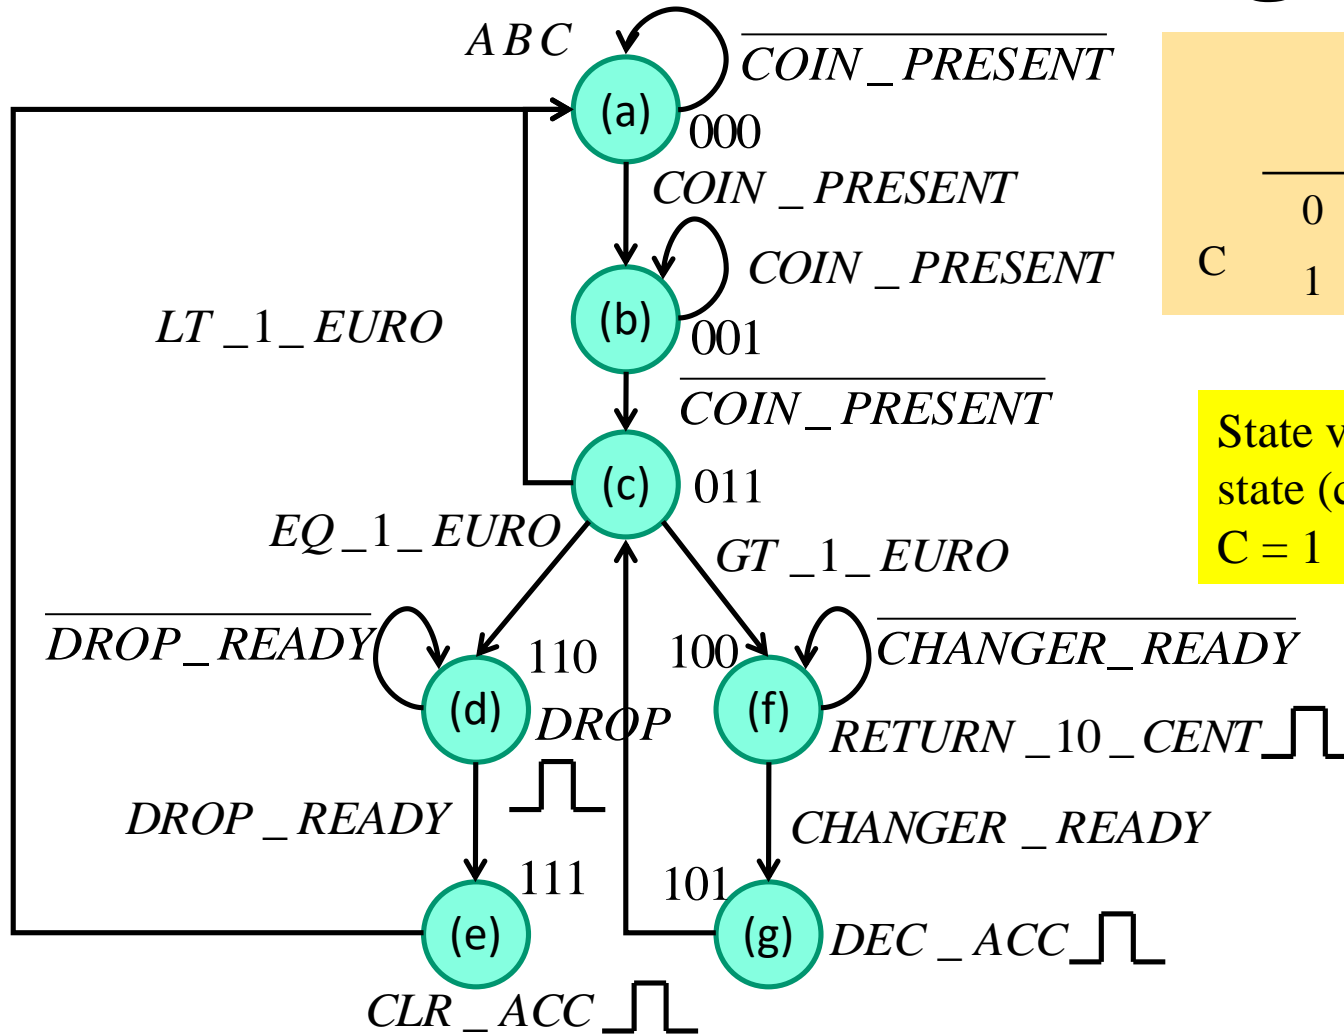 ABC
COIN_PRESENT
(a)
000
COIN_PRESENT
0
C
1
COIN_PRESENT
(b)
001
LT_1_EURO
COIN_PRESENT
State
state
C = 1
(c)
011
EQ_1_EURO
GT_1_EURO
DROP_READY
110
100
CHANGER_READY
(d)
DROP
(f)
RETURN_10_CENT
DROP_READY
CHANGER_READY
111
101
(e)
(g)
DEC_ACC
CLR_ACC